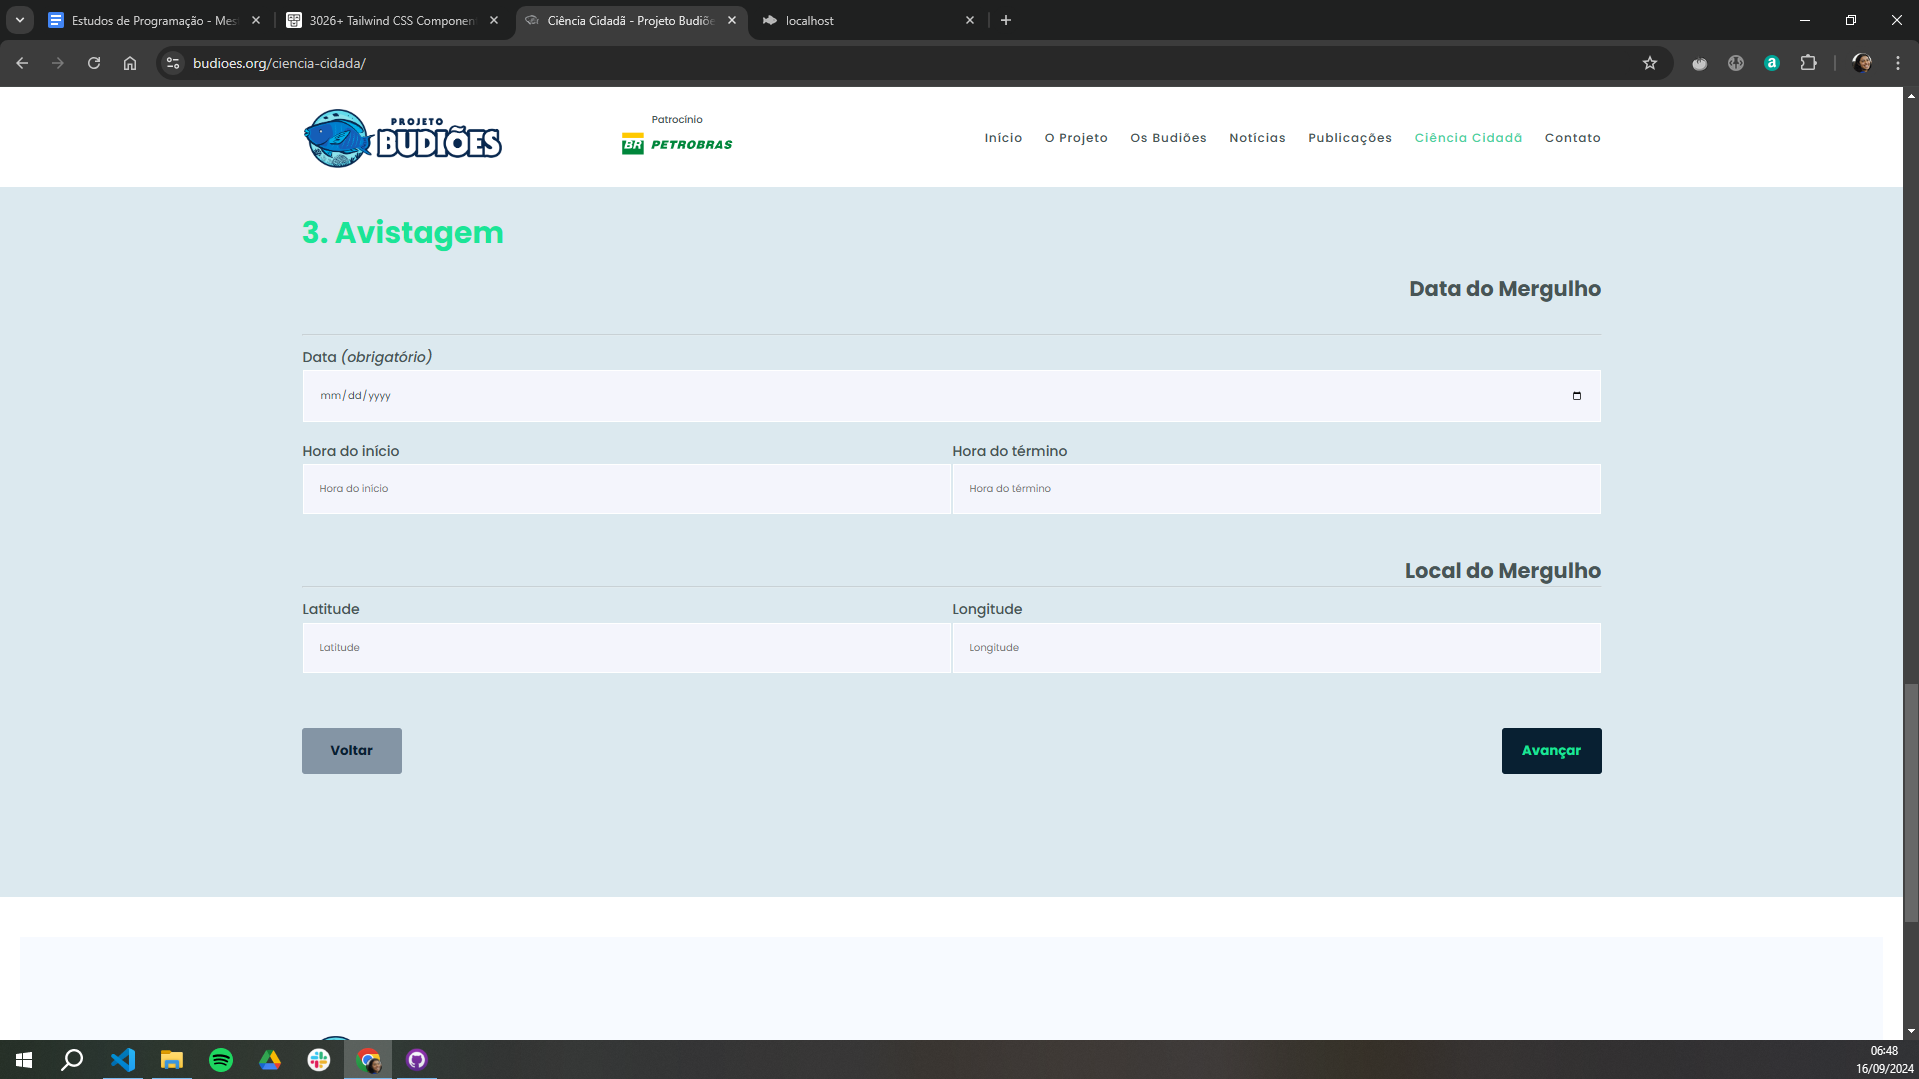 Estudos de Programação - Mes
3026+ Tailwind CSS Componen
Ciência Cidadã - Projeto Budiõe
localhost
budioes.org/ciencia-cidada/
PROJETO
BUDIÕES
Patrocínio
BR PETROBRAS
Início O Projeto Os Budiões Notícias Publicações Ciência Cidadã Contato
3. Avistagem
Data do Mergulho
Data (obrigatório)
mm/dd/yyyy
Hora do início Hora do término
Hora do início Hora do término
Local do Mergulho
Latitude Longitude
Latitude Longitude
Voltar Avançar
06:48
16/09/2024